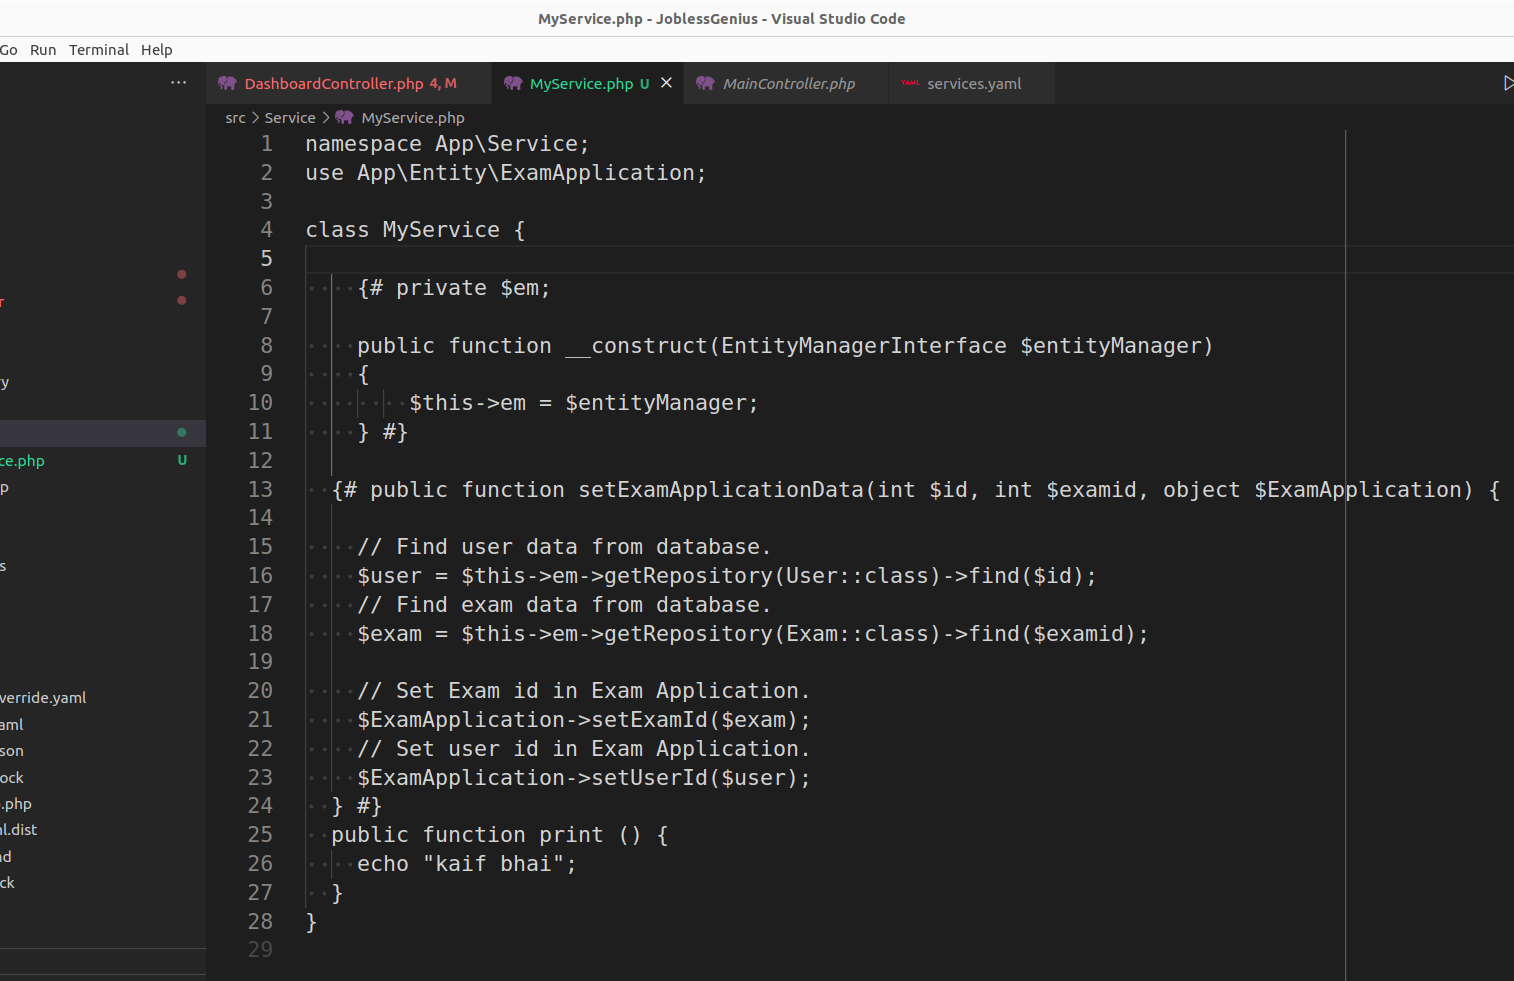 MyService.php - JoblessGenius - Visual Studio Code
Go Run Terminal Help
... DashboardController.php 4, M MyService.php U × MainController.php YAML services.yaml
src > Service > MyService.php
1 namespace App\Service;
2 use App\Entity\ExamApplication;
3
4 class MyService {
5
6 {# private $em;
7
8 public function __construct(EntityManagerInterface $entityManager)
9 {
10 $this->em = $entityManager;
11 } #}
12
13 {# public function setExamApplicationData(int $id, int $examid, object $ExamApplication) {
14
15 // Find user data from database.
16 $user = $this->em->getRepository(User::class)->find($id);
17 // Find exam data from database.
18 $exam = $this->em->getRepository(Exam::class)->find($examid);
19
20 // Set Exam id in Exam Application.
21 $ExamApplication->setExamId($exam);
22 // Set user id in Exam Application.
23 $ExamApplication->setUserId($user);
24 } #}
25 public function print () {
26 echo "kaif bhai";
27 }
28 }
29
r
y
ce.php U
p
s
verride.yaml
aml
son
ock
.php
ml.dist
nd
ck